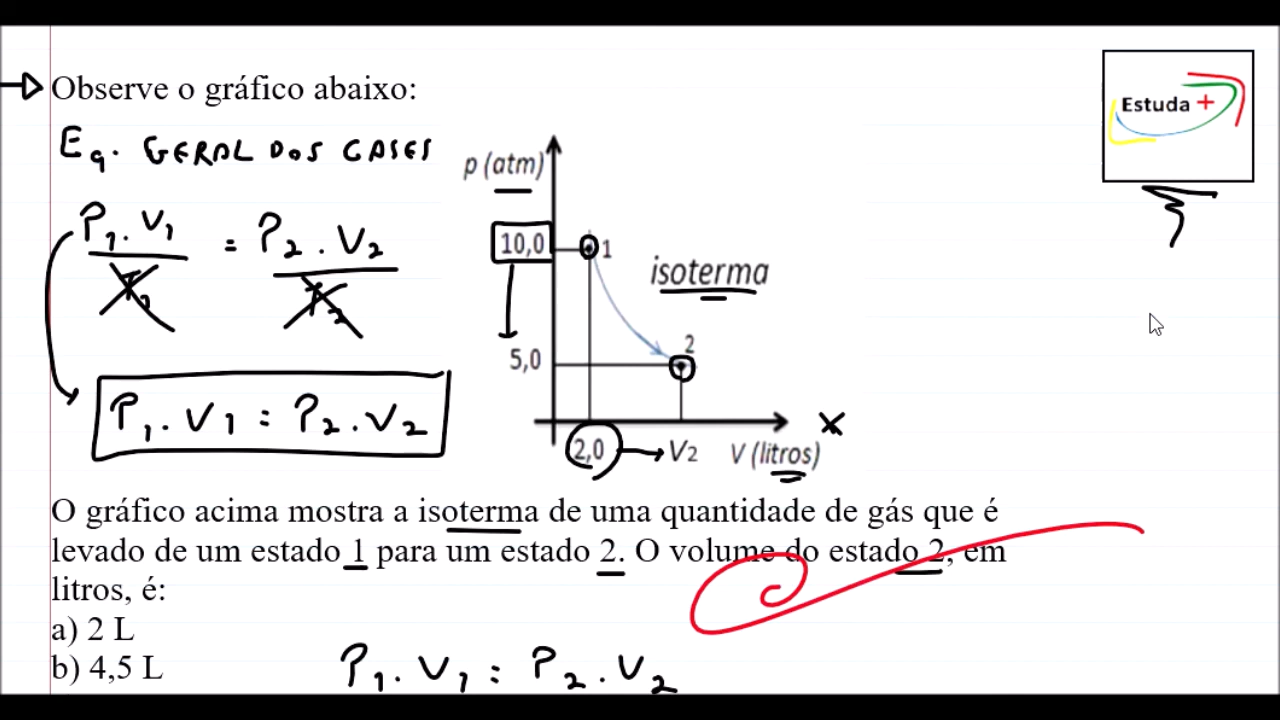 Observe o gráfico abaixo:
Eq. GERAL DOS GASES
P1.V1 = P2.V2
T1 T2
P1.V1 = P2.V2
p (atm)
10,0
1
isoterma
2
5,0
2,0
V2
V (litros)
Estuda +
O gráfico acima mostra a isoterma de uma quantidade de gás que é
levado de um estado 1 para um estado 2. O volume do estado 2, em
litros, é:
a) 2 L
b) 4,5 L
P1.V1 = P2.V2